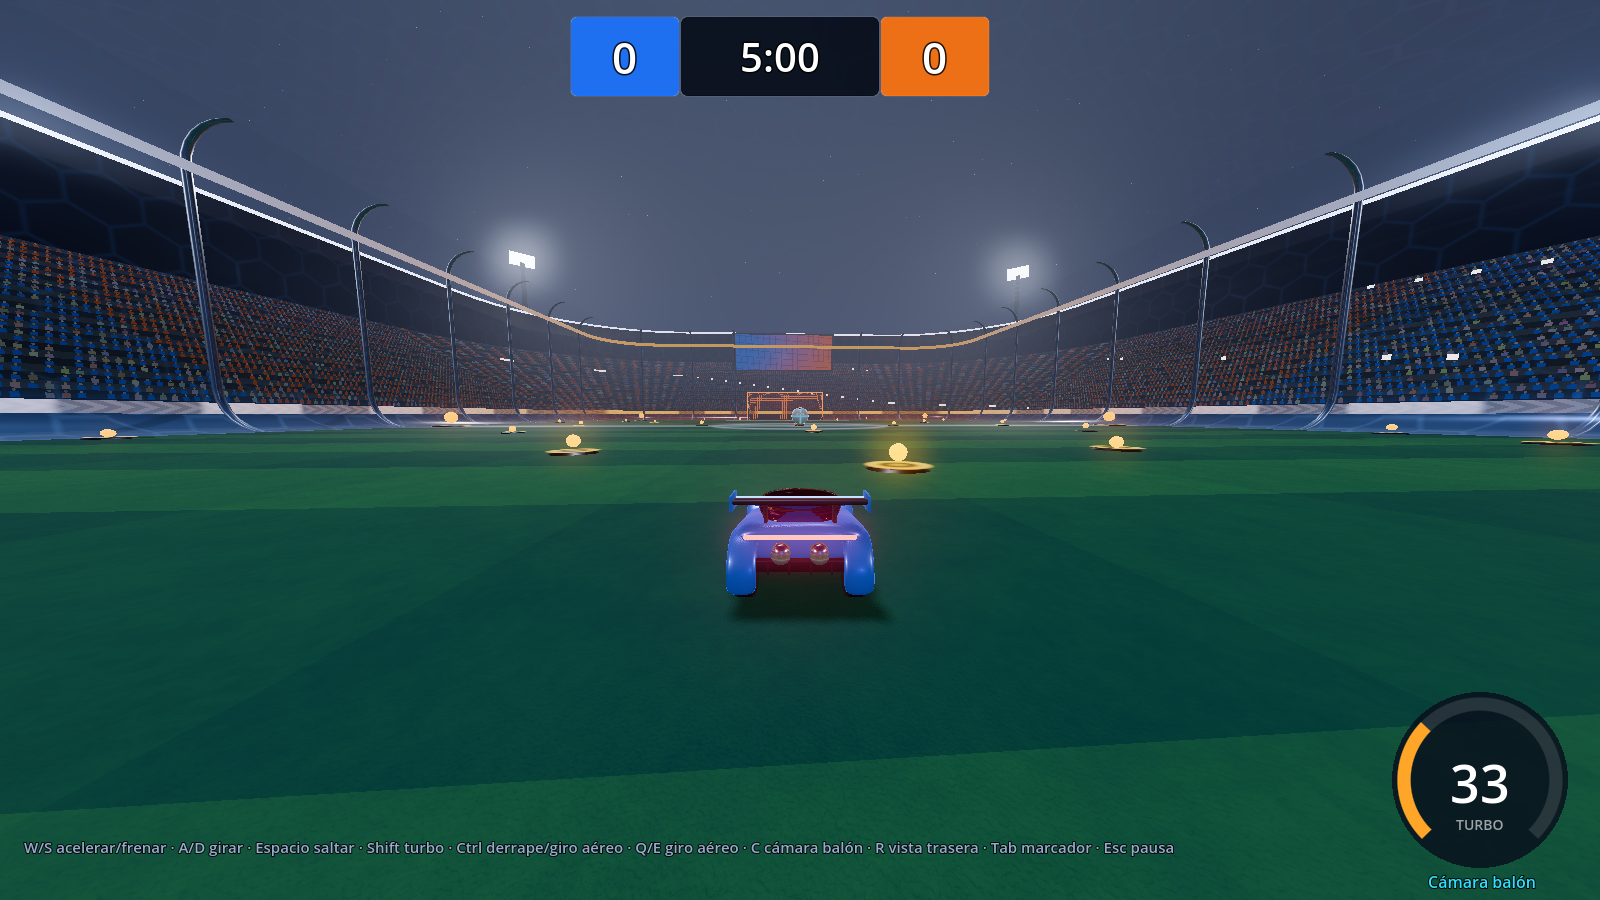 0 5:00 0
33
TURBO
W/S acelerar/frenar · A/D girar · Espacio saltar · Shift turbo · Ctrl derrape/giro aéreo · Q/E giro aéreo · C cámara balón · R vista trasera · Tab marcador · Esc pausa
Cámara balón